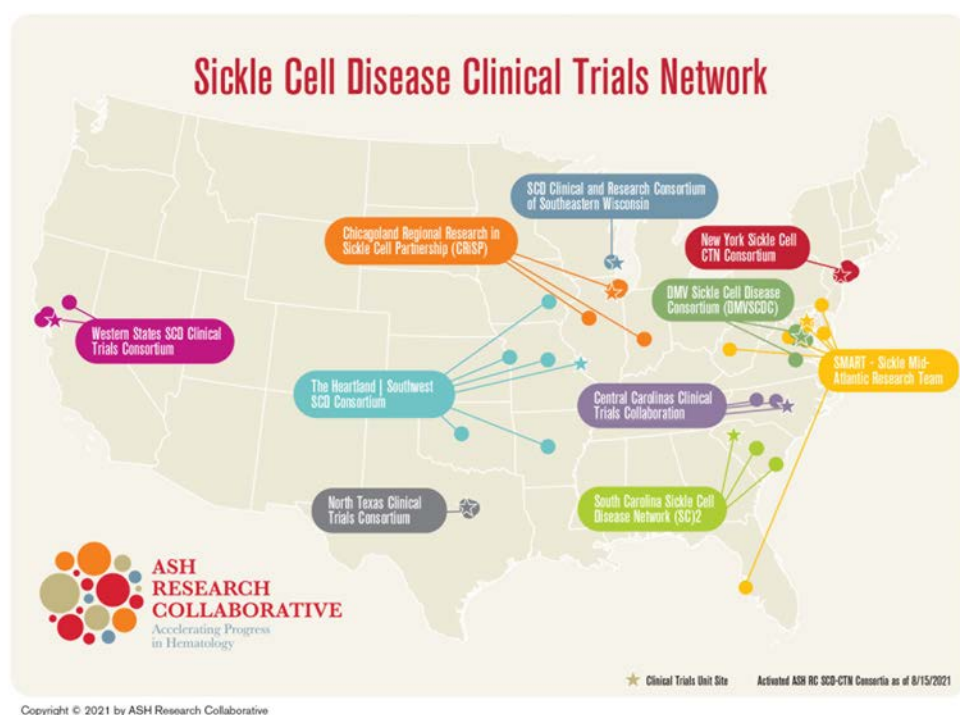 Sickle Cell Disease Clinical Trials Network
SCD Clinical and Research Consortium
of Southeastern Wisconsin
Chicagoland Regional Research in
Sickle Cell Partnership (CRiSP)
New York Sickle Cell
CTN Consortium
DMV Sickle Cell Disease
Consortium (DMVSCDC)
Western States SCD Clinical
Trials Consortium
SMART - Sickle Mid-
Atlantic Research Team
The Heartland | Southwest
SCD Consortium
Central Carolinas Clinical
Trials Collaboration
North Texas Clinical
Trials Consortium
South Carolina Sickle Cell
Disease Network (SC)2
ASH
RESEARCH
COLLABORATIVE
Accelerating Progress
in Hematology
Clinical Trials Unit Site
Activated ASH RC SCD-CTN Consortia as of 8/15/2021
Copyright © 2021 by ASH Research Collaborative